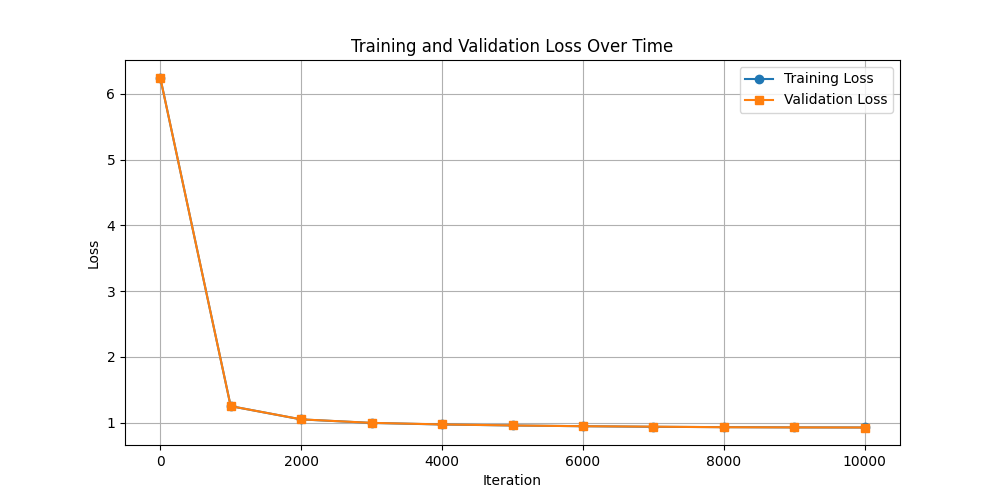 Training and Validation Loss Over Time
Training Loss
Validation Loss
6
5
4
3
2
1
Loss
0 2000 4000 6000 8000 10000
Iteration